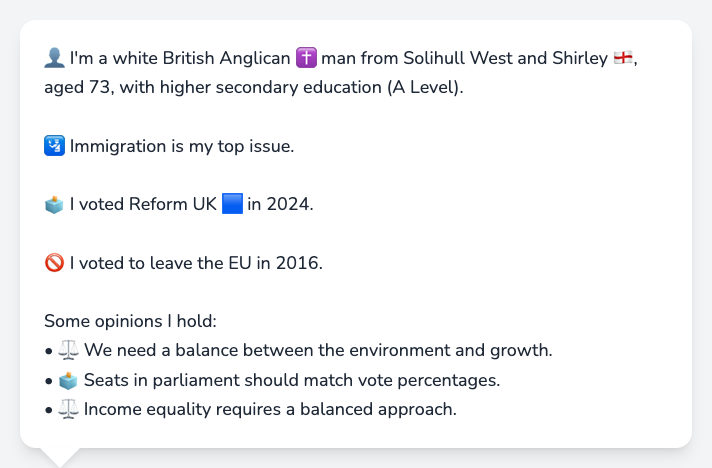 👤 I'm a white British Anglican ✝️ man from Solihull West and Shirley 🏴󠁧󠁢󠁥󠁮󠁧󠁿,
aged 73, with higher secondary education (A Level).
🛂 Immigration is my top issue.
🗳️ I voted Reform UK 🟦 in 2024.
🚫 I voted to leave the EU in 2016.
Some opinions I hold:
• ⚖️ We need a balance between the environment and growth.
• 🗳️ Seats in parliament should match vote percentages.
• ⚖️ Income equality requires a balanced approach.